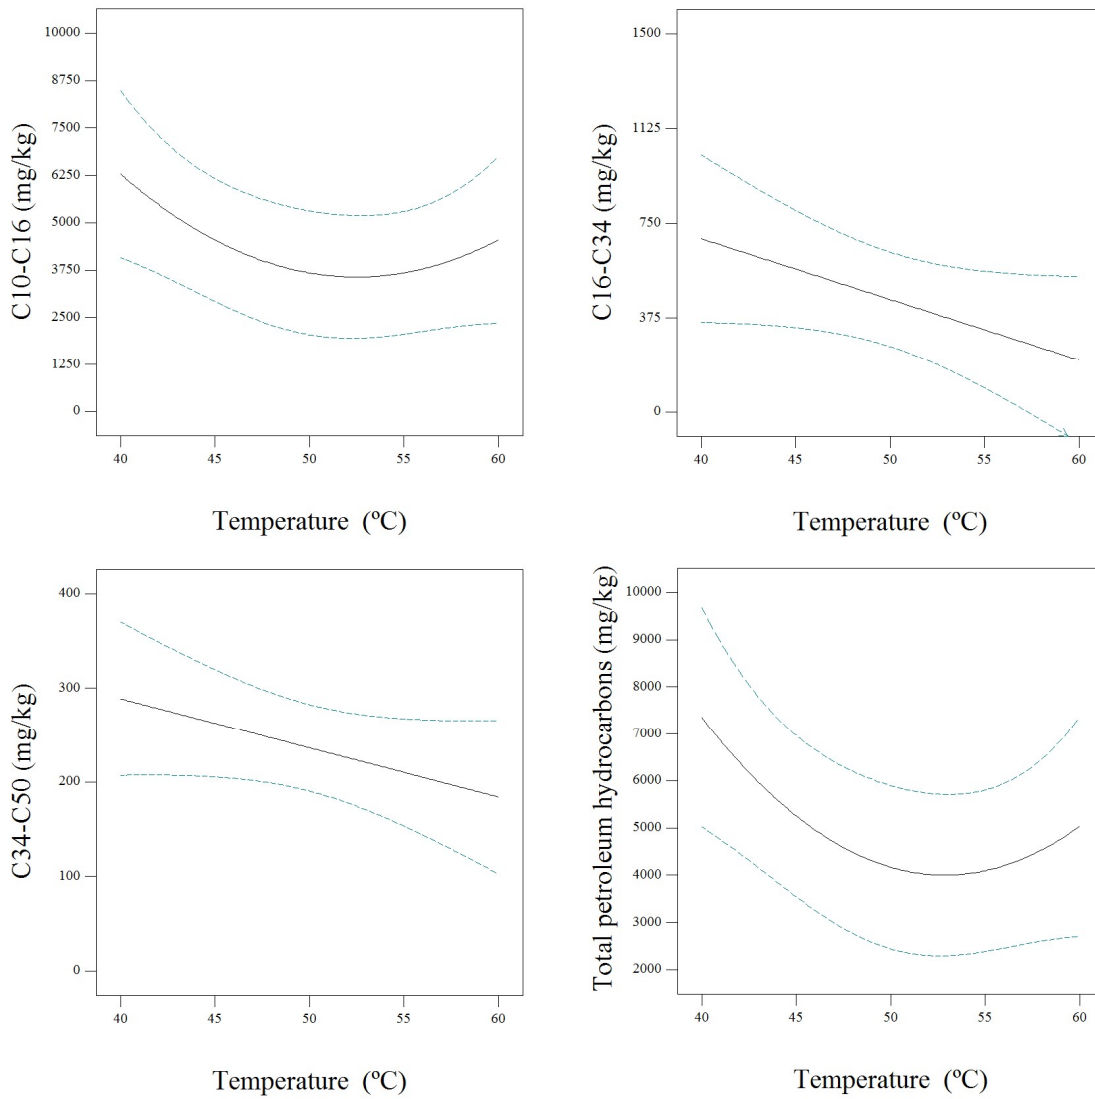 C10-C16 (mg/kg)
10000
8750
7500
6250
5000
3750
2500
1250
0
40 45 50 55 60
Temperature (ºC)
C16-C34 (mg/kg)
1500
1125
750
375
0
40 45 50 55 60
Temperature (ºC)
C34-C50 (mg/kg)
400
300
200
100
0
40 45 50 55 60
Temperature (ºC)
Total petroleum hydrocarbons (mg/kg)
10000
9000
8000
7000
6000
5000
4000
3000
2000
40 45 50 55 60
Temperature (ºC)